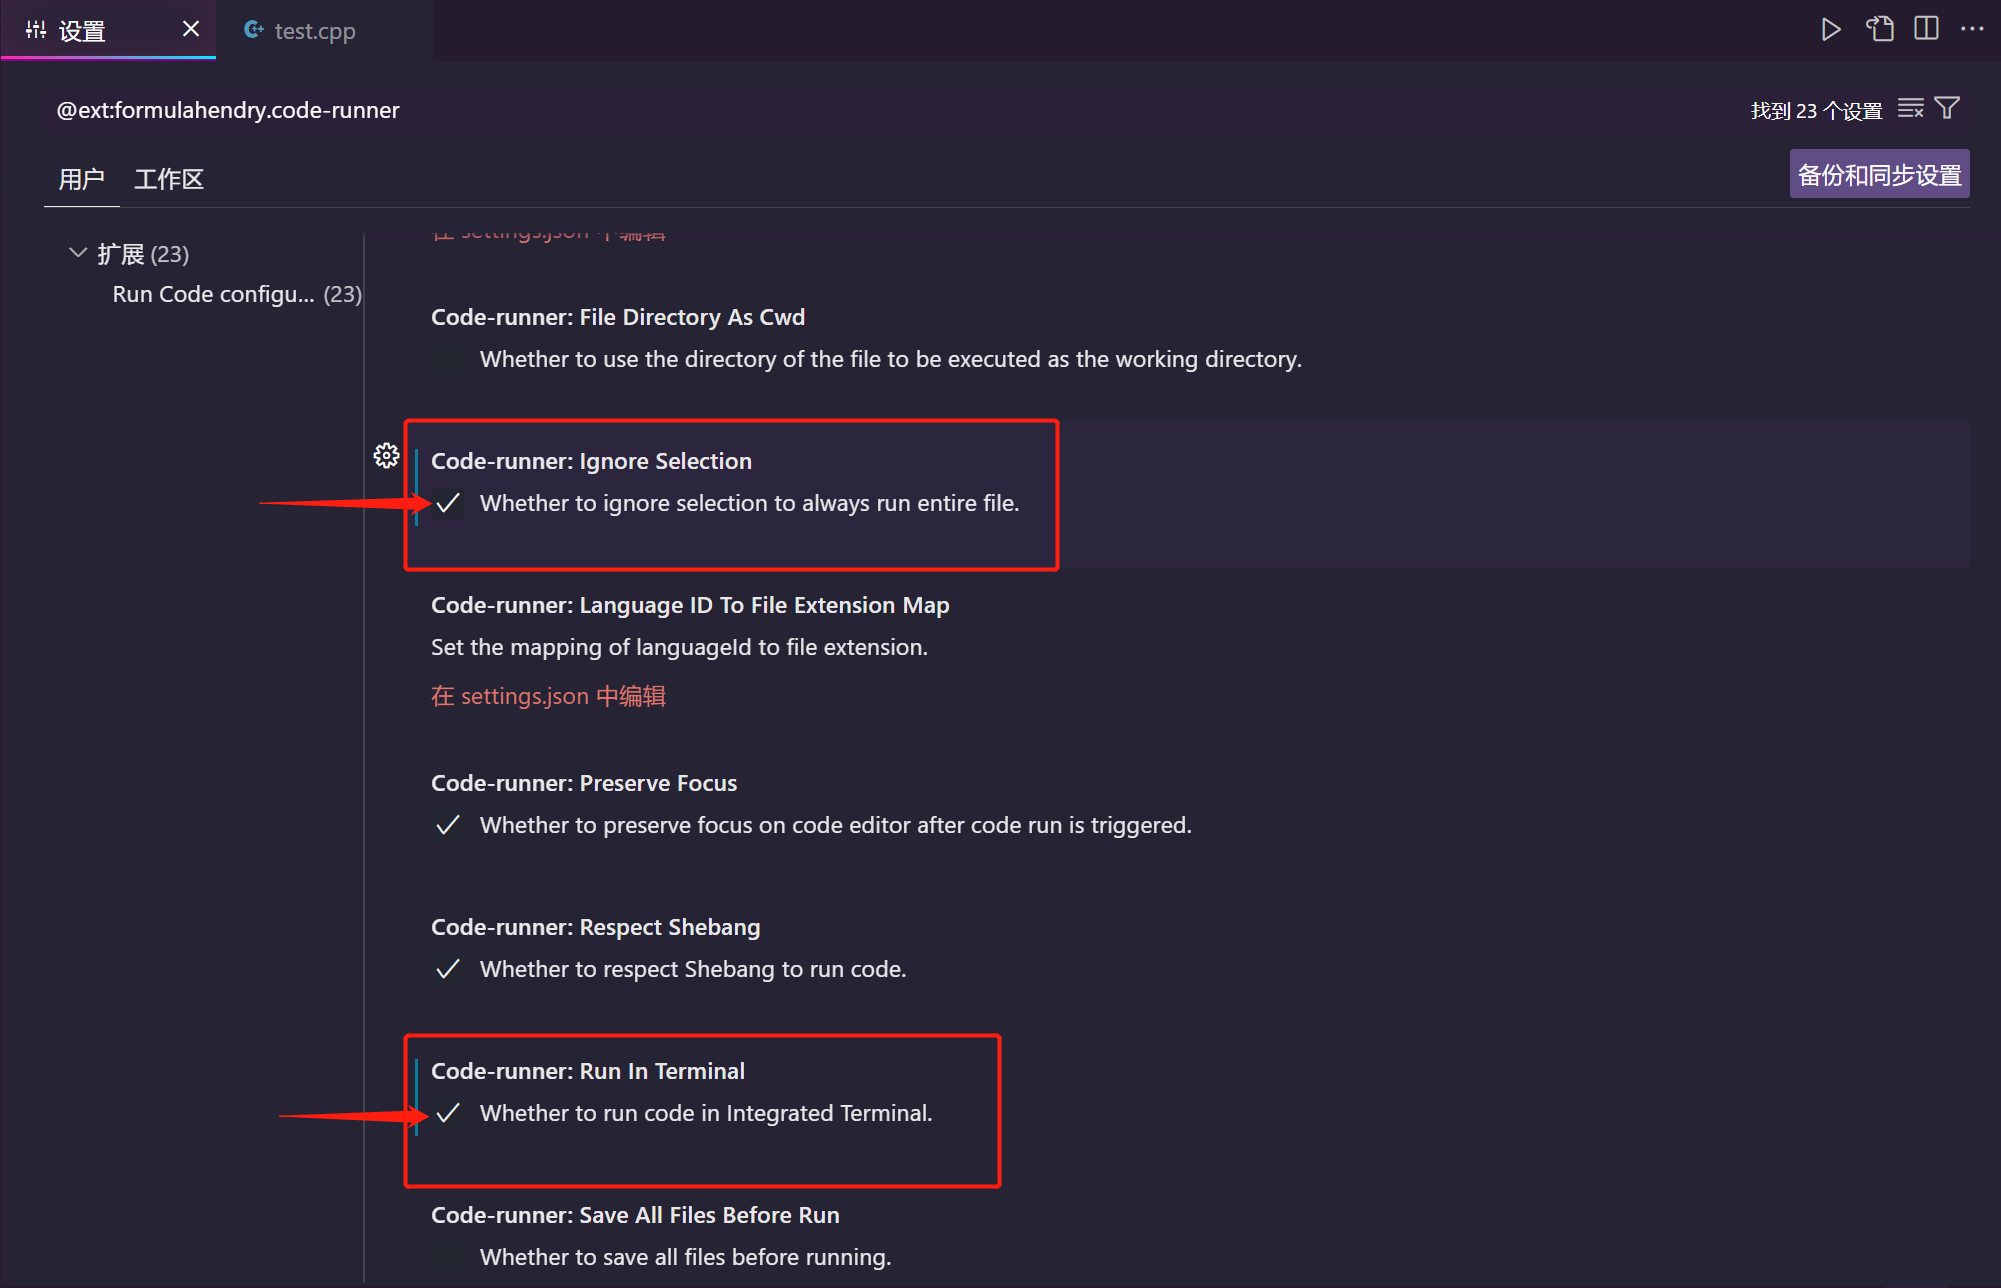 设置
test.cpp
@ext:formulahendry.code-runner
找到 23 个设置
用户
工作区
备份和同步设置
扩展 (23)
Run Code configu... (23)
在 settings.json 中编辑
Code-runner: File Directory As Cwd
Whether to use the directory of the file to be executed as the working directory.
Code-runner: Ignore Selection
Whether to ignore selection to always run entire file.
Code-runner: Language ID To File Extension Map
Set the mapping of languageId to file extension.
在 settings.json 中编辑
Code-runner: Preserve Focus
Whether to preserve focus on code editor after code run is triggered.
Code-runner: Respect Shebang
Whether to respect Shebang to run code.
Code-runner: Run In Terminal
Whether to run code in Integrated Terminal.
Code-runner: Save All Files Before Run
Whether to save all files before running.